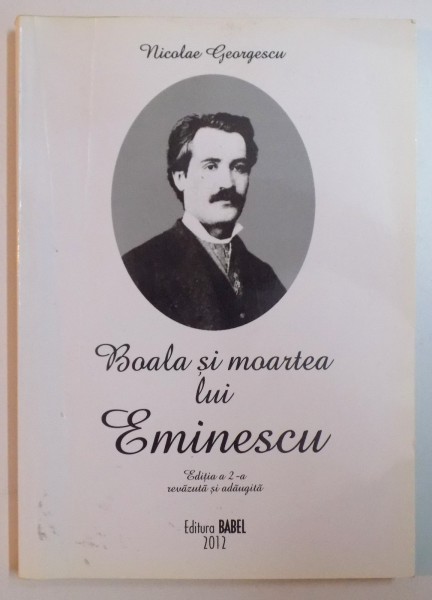 Nicolae Georgescu
Boala și moartea
lui
Eminescu
Ediția a 2-a
revăzută și adăugită
Editura BABEL
2012